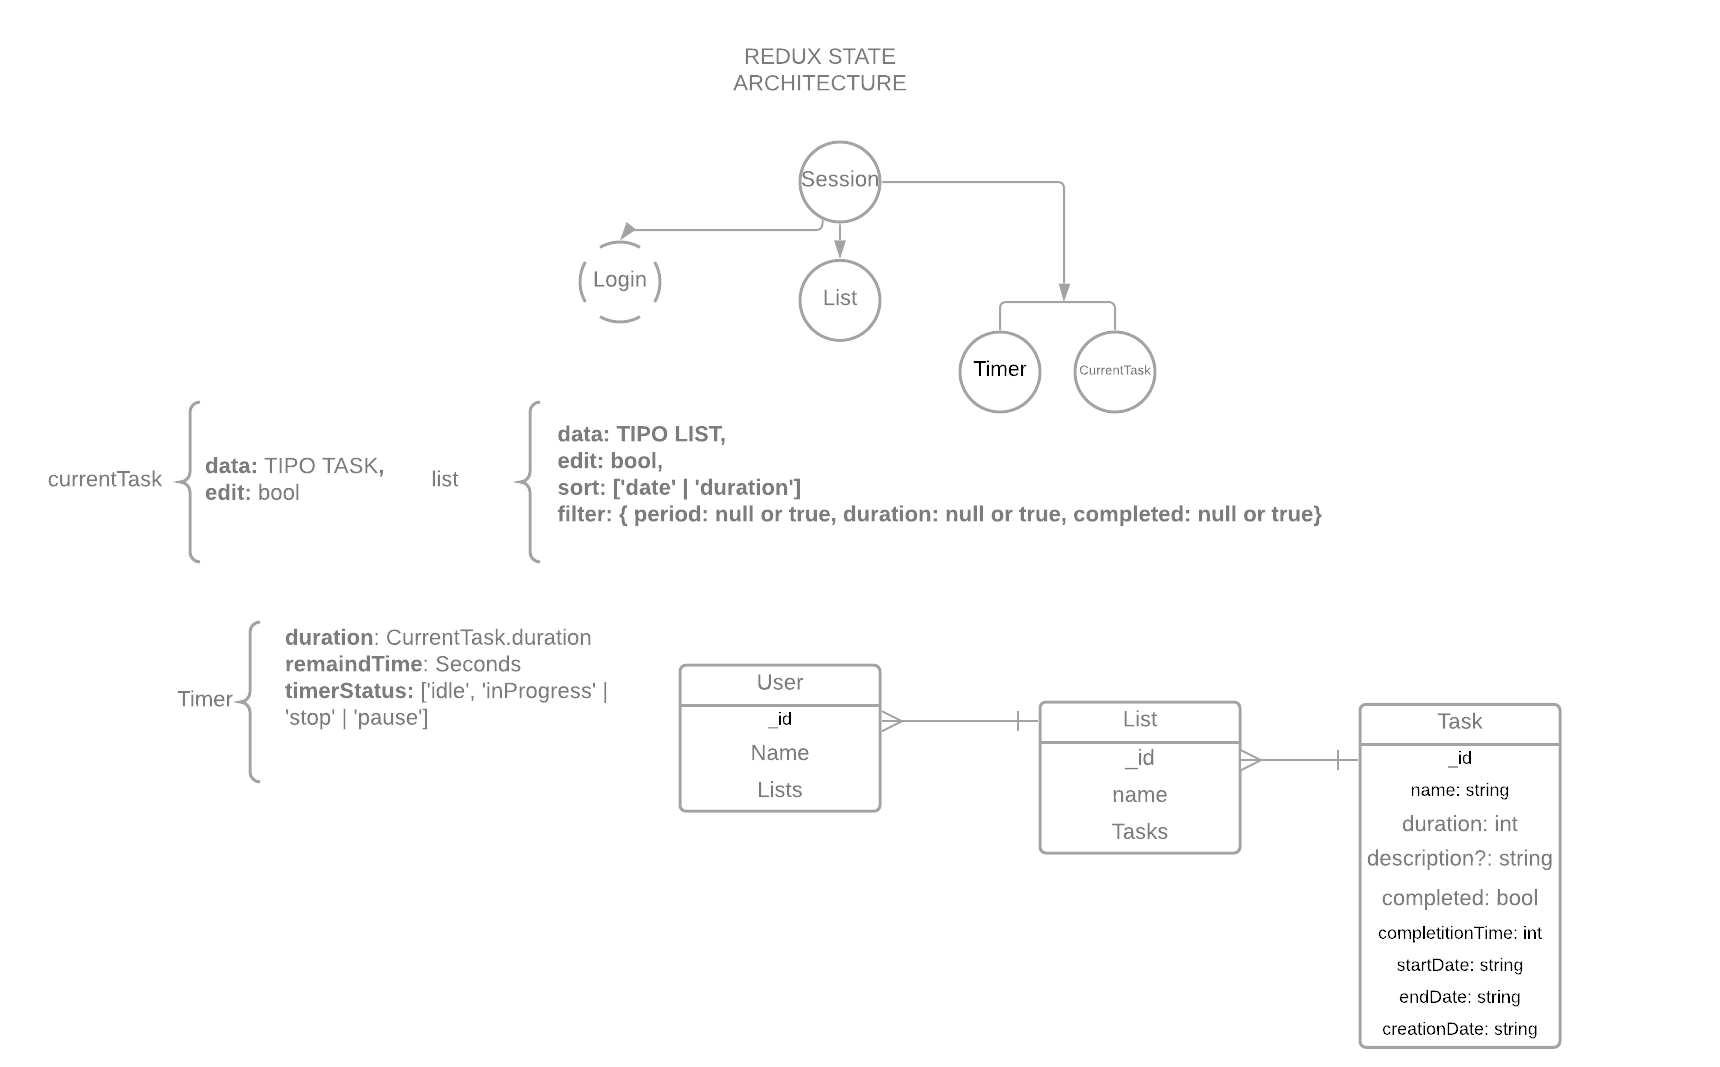 REDUX STATE
ARCHITECTURE
Session
Login
List
Timer
CurrentTask
currentTask
data: TIPO TASK,
edit: bool
list
data: TIPO LIST,
edit: bool,
sort: ['date' | 'duration']
filter: { period: null or true, duration: null or true, completed: null or true}
Timer
duration: CurrentTask.duration
remaindTime: Seconds
timerStatus: ['idle', 'inProgress' |
'stop' | 'pause']
User
_id
Name
Lists
List
_id
name
Tasks
Task
_id
name: string
duration: int
description?: string
completed: bool
completitionTime: int
startDate: string
endDate: string
creationDate: string